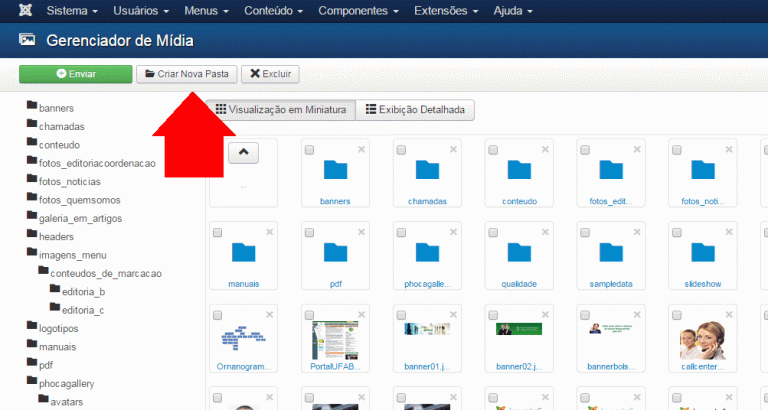 Sistema Usuários Menus Conteúdo Componentes Extensões Ajuda
Gerenciador de Mídia
Enviar Criar Nova Pasta Excluir
banners
chamadas
conteudo
fotos_editoriacoordenacao
fotos_noticias
fotos_quemsomos
galeria_em_artigos
headers
imagens_menu
conteudos_de_marcacao
editoria_b
editoria_c
logotipos
manuais
pdf
phocagallery
avatars
Visualização em Miniatura Exibição Detalhada
.. banners chamadas conteudo fotos_edit... fotos_noti...
manuais pdf phocagalle... qualidade sampledata slideshow
Ornanogram... PortalUFAB... banner01.j... banner02.j... bannerbols... callcenter...